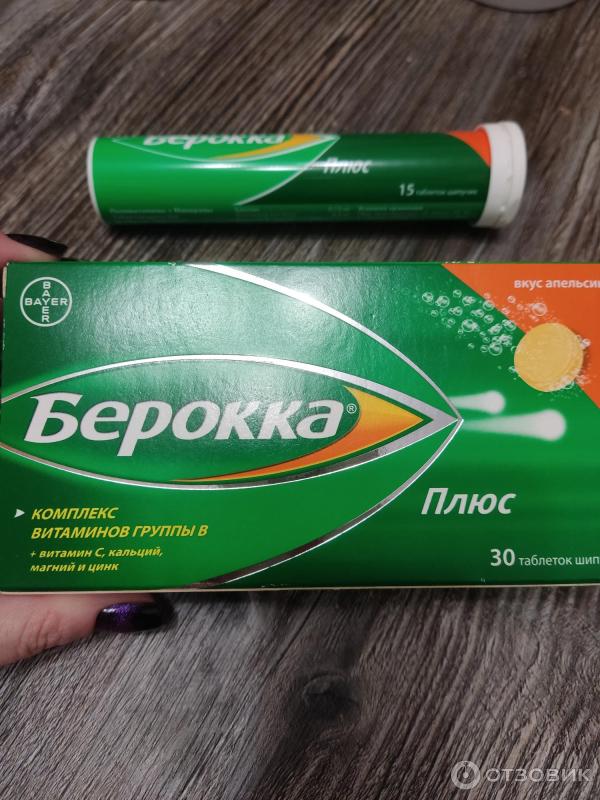 Берокка
Плюс
15 таблеток шипучих
BAYER
BAYER
вкус апельсин
Берокка®
КОМПЛЕКС
ВИТАМИНОВ ГРУППЫ В
+ витамин С, кальций,
магний и цинк
Плюс
30 таблеток шип
ОТЗОВИК